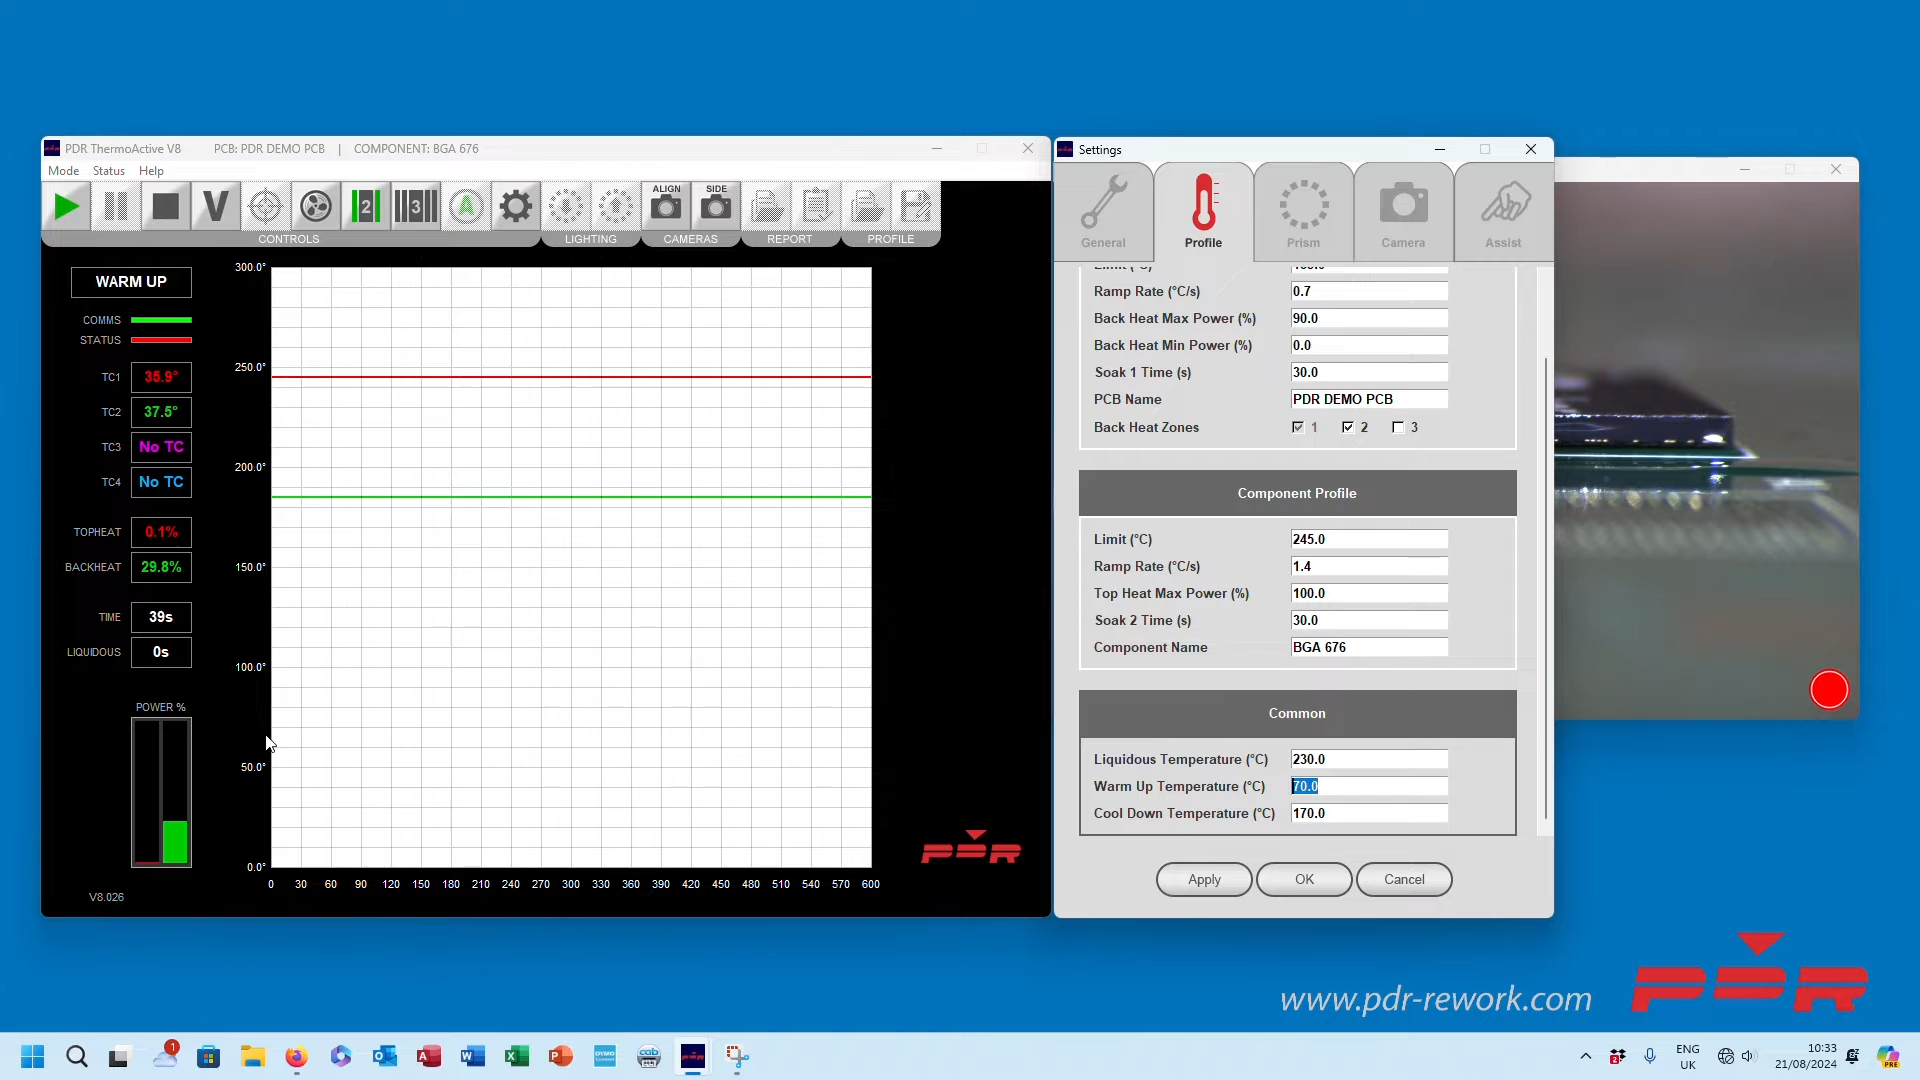 PDR ThermoActive V8 PCB: PDR DEMO PCB | COMPONENT: BGA 676
Mode Status Help
V 2 3 A ALIGN SIDE
CONTROLS LIGHTING CAMERAS REPORT PROFILE
WARM UP
COMMS
STATUS
TC1 35.9°
TC2 37.5°
TC3 No TC
TC4 No TC
TOPHEAT 0.1%
BACKHEAT 29.8%
TIME 39s
LIQUIDOUS 0s
POWER %
V8.026
300.0°
250.0°
200.0°
150.0°
100.0°
50.0°
0.0°
0 30 60 90 120 150 180 210 240 270 300 330 360 390 420 450 480 510 540 570 600
PDR
Settings
General Profile Prism Camera Assist
Ramp Rate (°C/s) 0.7
Back Heat Max Power (%) 90.0
Back Heat Min Power (%) 0.0
Soak 1 Time (s) 30.0
PCB Name PDR DEMO PCB
Back Heat Zones 1 2 3
Component Profile
Limit (°C) 245.0
Ramp Rate (°C/s) 1.4
Top Heat Max Power (%) 100.0
Soak 2 Time (s) 30.0
Component Name BGA 676
Common
Liquidous Temperature (°C) 230.0
Warm Up Temperature (°C) 70.0
Cool Down Temperature (°C) 170.0
Apply OK Cancel
www.pdr-rework.com PDR
1
ENG
UK
10:33
21/08/2024